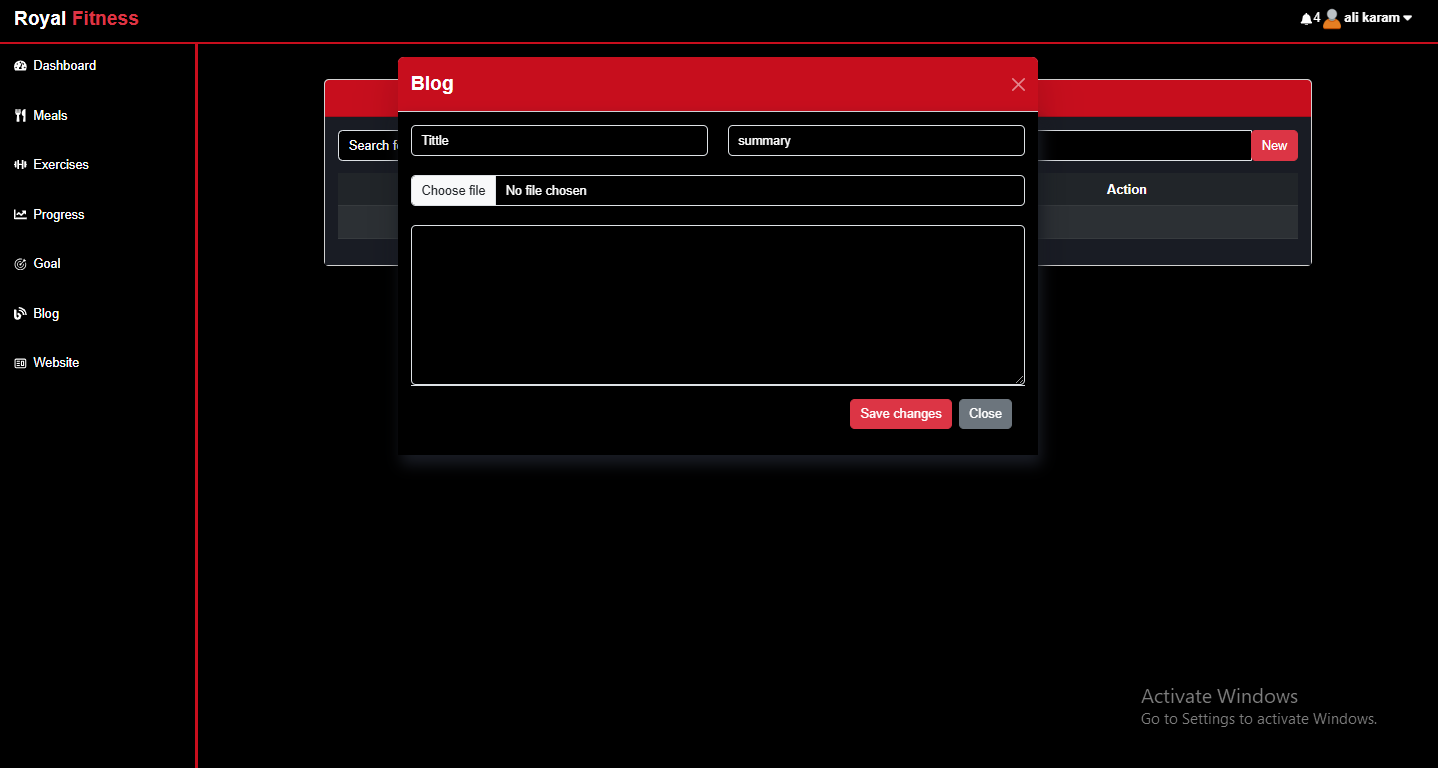 Royal Fitness
4 ali karam
Dashboard
Meals
Exercises
Progress
Goal
Blog
Website
Blog
Tittle
summary
Choose file No file chosen
Save changes
Close
Search
New
Action
Activate Windows
Go to Settings to activate Windows.